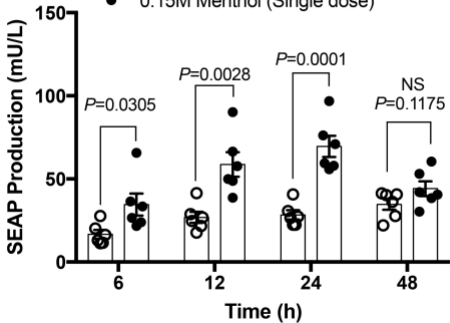 0.15M Menthol (Single dose)
SEAP Production (mU/L)
150
100
50
0
P=0.0305
P=0.0028
P=0.0001
NS
P=0.1175
6 12 24 48
Time (h)